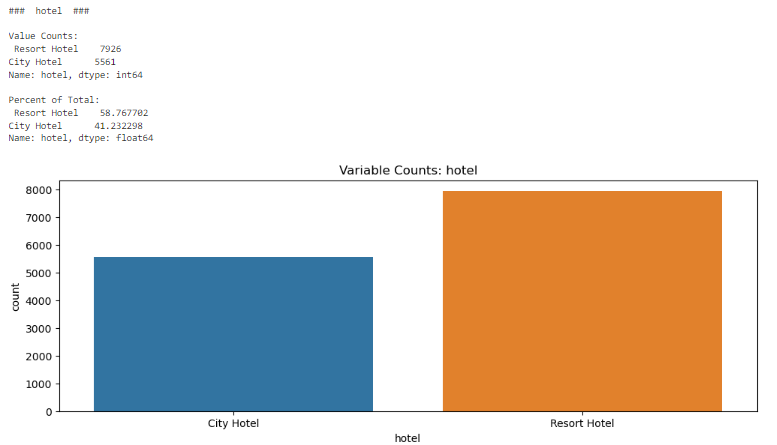 ###  hotel  ###
Value Counts:
 Resort Hotel    7926
City Hotel      5561
Name: hotel, dtype: int64
Percent of Total:
 Resort Hotel    58.767702
City Hotel      41.232298
Name: hotel, dtype: float64
Variable Counts: hotel
8000
7000
6000
5000
4000
3000
2000
1000
0
count
City Hotel
Resort Hotel
hotel